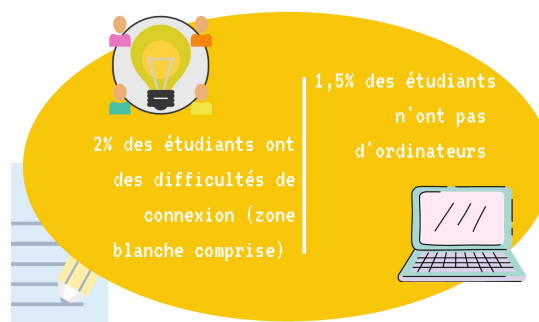 2% des étudiants ont
des difficultés de
connexion (zone
blanche comprise)
1,5% des étudiants
n'ont pas
d'ordinateurs